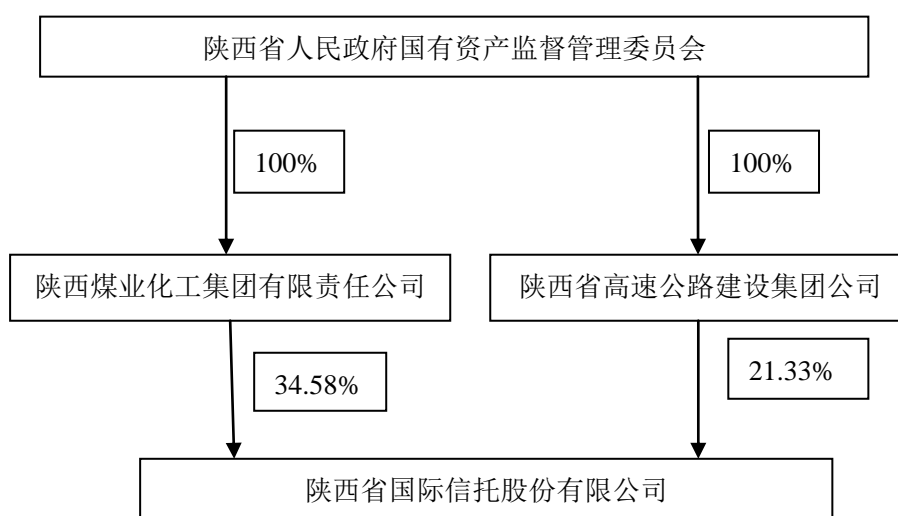 陕西省人民政府国有资产监督管理委员会
100%
100%
陕西煤业化工集团有限责任公司
陕西省高速公路建设集团公司
34.58%
21.33%
陕西省国际信托股份有限公司